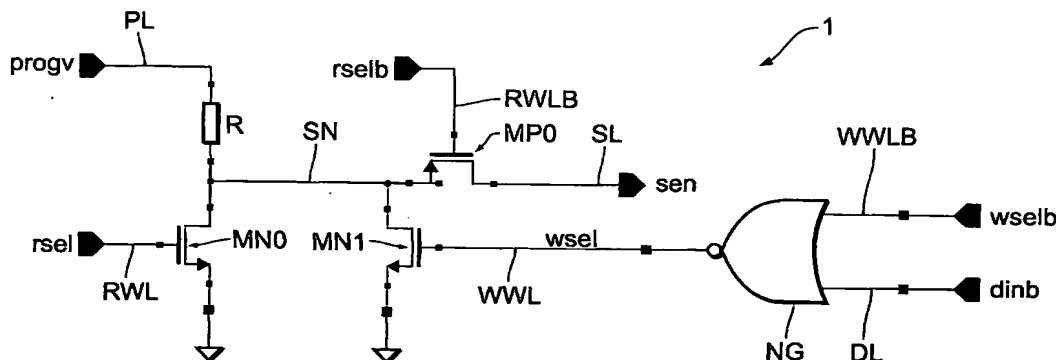 PL
1
progv
rselb
RWLB
R
SN
MP0
SL
WWLB
sen
wselb
rsel
MN0
MN1
wsel
RWL
WWL
dinb
NG
DL